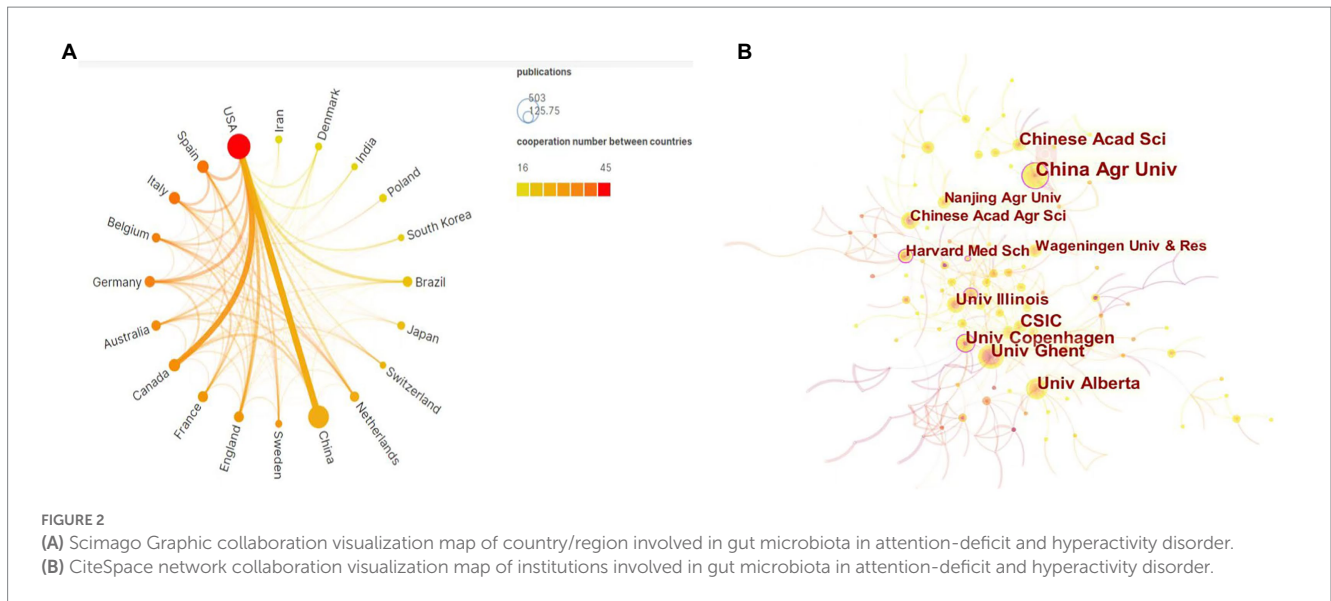 A
USA
Iran
Denmark
India
Poland
South Korea
Brazil
Japan
Switzerland
Netherlands
China
Sweden
England
France
Canada
Australia
Germany
Belgium
Italy
Spain
publications
503
125.75
cooperation number between countries
16 45
B
Chinese Acad Sci
China Agr Univ
Nanjing Agr Univ
Chinese Acad Agr Sci
Harvard Med Sch
Wageningen Univ & Res
Univ Illinois
CSIC
Univ Copenhagen
Univ Ghent
Univ Alberta
FIGURE 2
(A) Scimago Graphic collaboration visualization map of country/region involved in gut microbiota in attention-deficit and hyperactivity disorder.
(B) CiteSpace network collaboration visualization map of institutions involved in gut microbiota in attention-deficit and hyperactivity disorder.